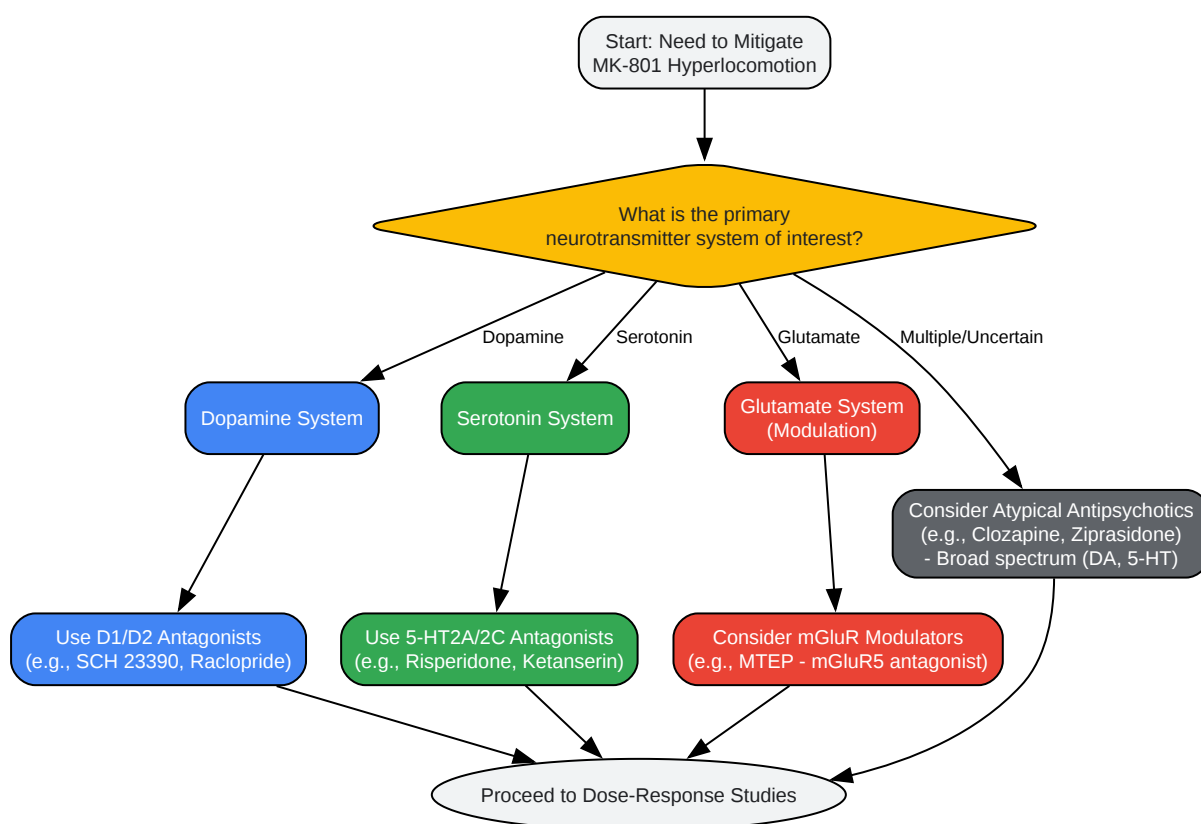 Start: Need to Mitigate
MK-801 Hyperlocomotion
What is the primary
neurotransmitter system of interest?
Dopamine
Serotonin
Glutamate
Multiple/Uncertain
Dopamine System
Serotonin System
Glutamate System
(Modulation)
Consider Atypical Antipsychotics
(e.g., Clozapine, Ziprasidone)
- Broad spectrum (DA, 5-HT)
Use D1/D2 Antagonists
(e.g., SCH 23390, Raclopride)
Use 5-HT2A/2C Antagonists
(e.g., Risperidone, Ketanserin)
Consider mGluR Modulators
(e.g., MTEP - mGluR5 antagonist)
Proceed to Dose-Response Studies